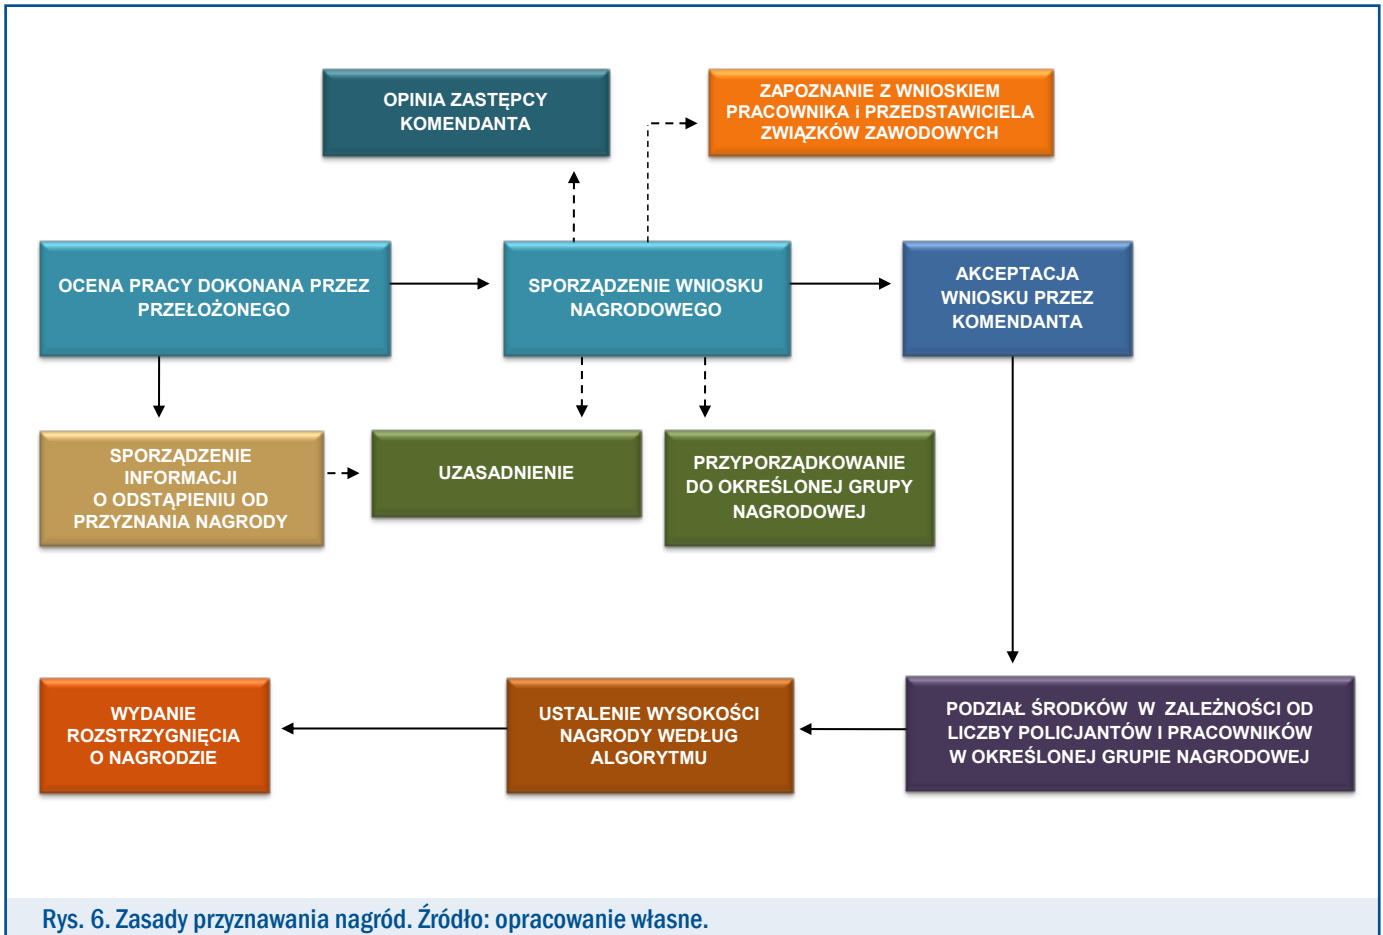 OPINIA ZASTĘPCY
KOMENDANTA
ZAPOZNANIE Z WNIOSKIEM
PRACOWNIKA i PRZEDSTAWICIELA
ZWIĄZKÓW ZAWODOWYCH
OCENA PRACY DOKONANA PRZEZ
PRZEŁOŻONEGO
SPORZĄDZENIE WNIOSKU
NAGRODOWEGO
AKCEPTACJA
WNIOSKU PRZEZ
KOMENDANTA
SPORZĄDZENIE
INFORMACJI
O ODSTĄPIENIU OD
PRZYZNANIA NAGRODY
UZASADNIENIE
PRZYPORZĄDKOWANIE
DO OKREŚLONEJ GRUPY
NAGRODOWEJ
WYDANIE
ROZSTRZYGNIĘCIA
O NAGRODZIE
USTALENIE WYSOKOŚCI
NAGRODY WEDŁUG
ALGORYTMU
PODZIAŁ ŚRODKÓW W ZALEŻNOŚCI OD
LICZBY POLICJANTÓW I PRACOWNIKÓW
W OKREŚLONEJ GRUPIE NAGRODOWEJ
Rys. 6. Zasady przyznawania nagród. Źródło: opracowanie własne.